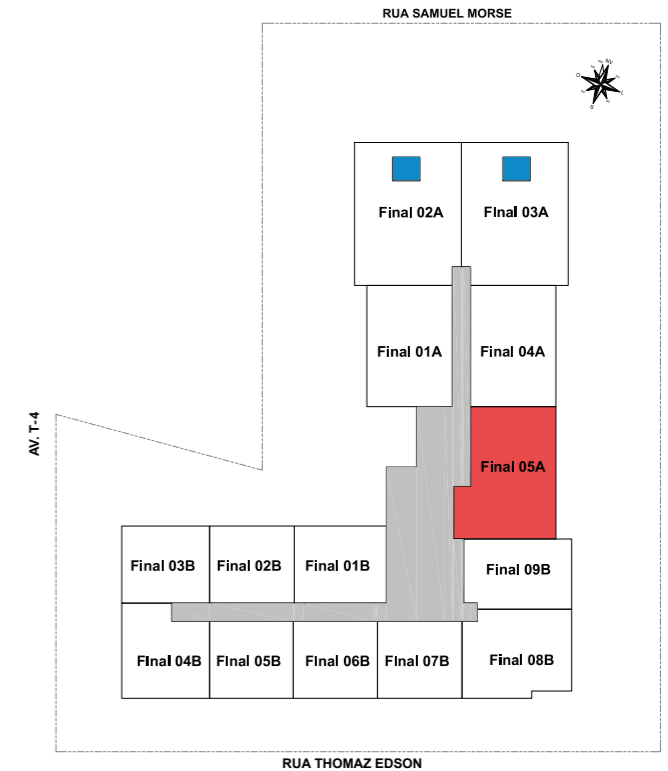 RUA SAMUEL MORSE
Final 02A
FInal 03A
Final 01A
Final 04A
AV. T-4
Final 05A
Final 03B
Final 02B
Final 01B
Final 09B
FInal 04B
FInal 05B
FInal 06B
FInal 07B
Final 08B
RUA THOMAZ EDSON